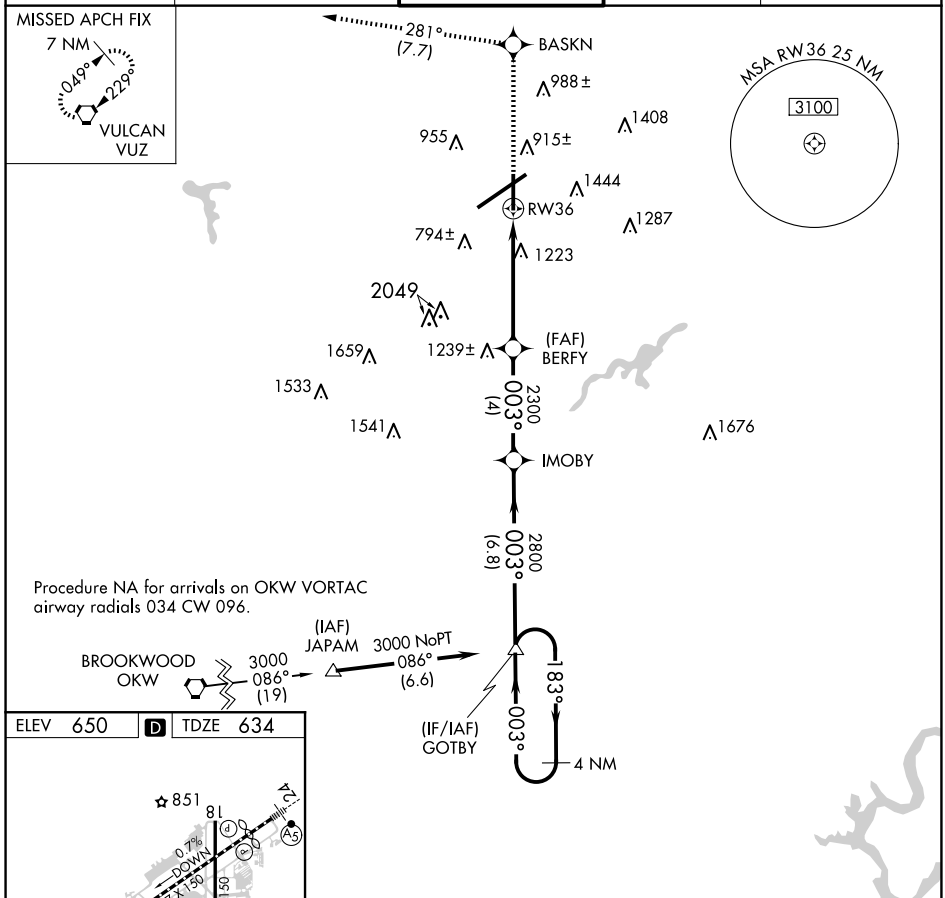 MISSED APCH FIX
7 NM
049°
229°
VULCAN
VUZ
281°
(7.7)
BASKN
988±
955
915±
1408
1444
RW36
1287
794±
1223
2049
1659
1239±
(FAF)
BERFY
1533
1541
1676
2300
003°
(4)
IMOBY
2800
003°
(6.8)
MSA RW36 25 NM
3100
Procedure NA for arrivals on OKW VORTAC
airway radials 034 CW 096.
(IAF)
JAPAM
3000 NoPT
086°
(6.6)
BROOKWOOD
OKW
3000
086°
(19)
(IF/IAF)
GOTBY
003°
183°
4 NM
ELEV 650
D
TDZE 634
851
18
24
P
P
A5
0.7%
DOWN
X 150
150